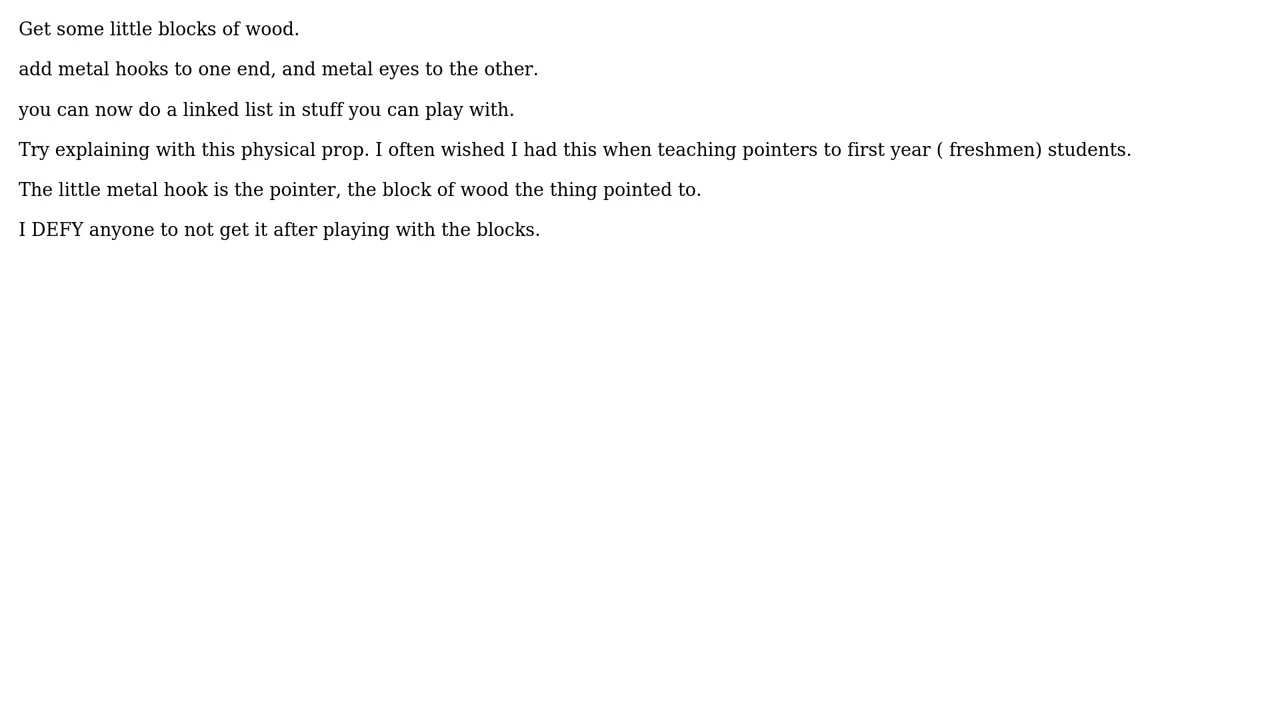 Get some little blocks of wood.
add metal hooks to one end, and metal eyes to the other.
you can now do a linked list in stuff you can play with.
Try explaining with this physical prop. I often wished I had this when teaching pointers to first year ( freshmen) students.
The little metal hook is the pointer, the block of wood the thing pointed to.
I DEFY anyone to not get it after playing with the blocks.